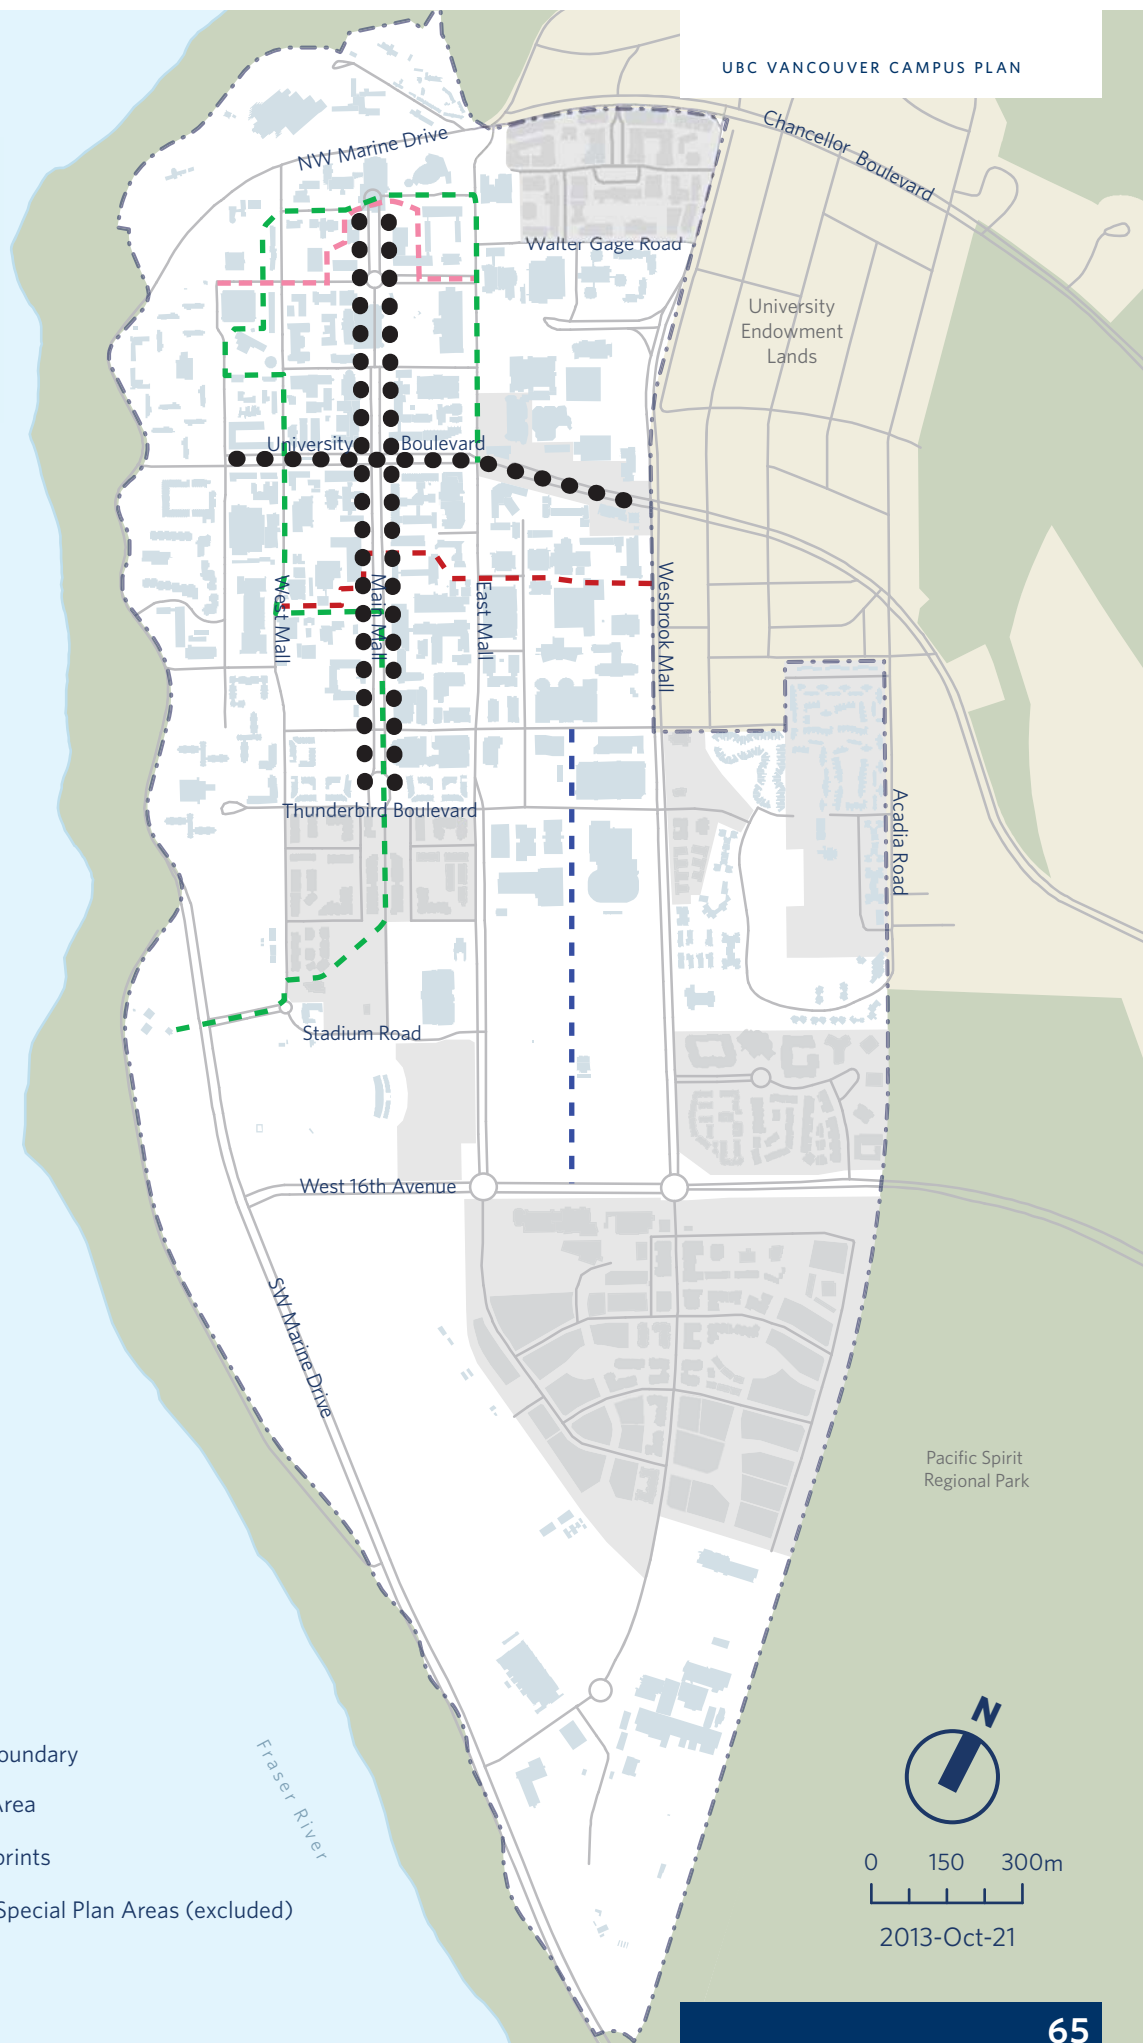 UBC VANCOUVER CAMPUS PLAN
Chancellor Boulevard
NW Marine Drive
Walter Gage Road
University
Endowment
Lands
University Boulevard
West Mall
Main Mall
East Mall
Wesbrook Mall
Thunderbird Boulevard
Acadia Road
Stadium Road
West 16th Avenue
SW Marine Drive
Pacific Spirit
Regional Park
Fraser River
oundary
Area
prints
Special Plan Areas (excluded)
N
0 150 300m
2013-Oct-21
65